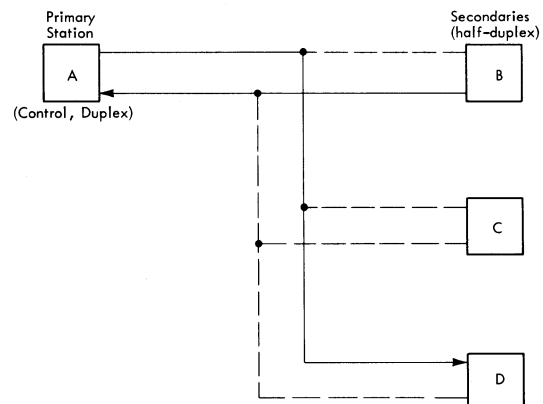 Primary
Station
A
(Control, Duplex)
Secondaries
(half-duplex)
B
C
D